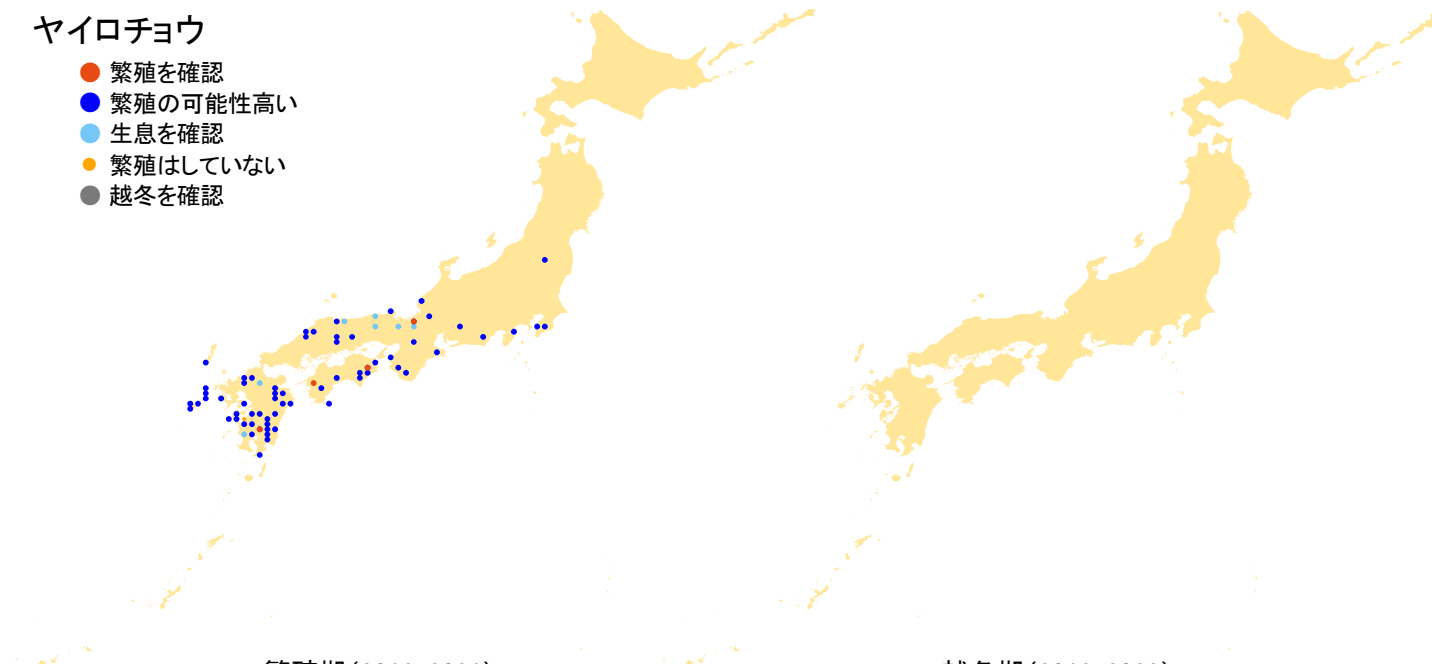 ヤイロチョウ
繁殖を確認
繁殖の可能性高い
生息を確認
繁殖はしていない
越冬を確認